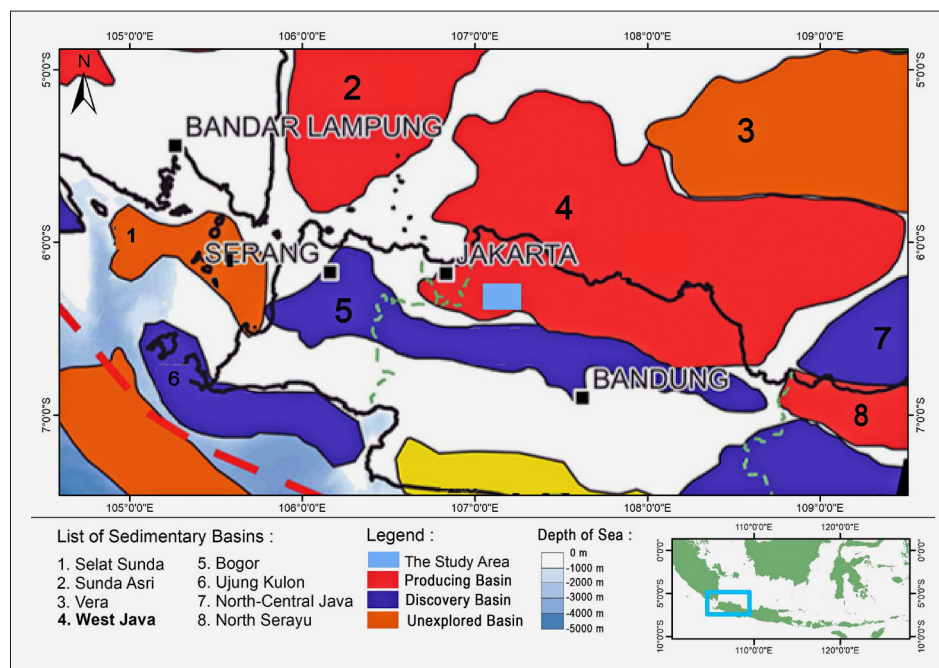 105°0'0"E 106°0'0"E 107°0'0"E 108°0'0"E 109°0'0"E
5°0'0"S
N
2
5°0'0"S
BANDAR LAMPUNG
3
4
6°0'0"S
1
SERANG
JAKARTA
6°0'0"S
5
7
6
BANDUNG
7°0'0"S
8
7°0'0"S
105°0'0"E 106°0'0"E 107°0'0"E 108°0'0"E 109°0'0"E
List of Sedimentary Basins :
1. Selat Sunda
2. Sunda Asri
3. Vera
4. West Java
5. Bogor
6. Ujung Kulon
7. North-Central Java
8. North Serayu
Legend :
The Study Area
Producing Basin
Discovery Basin
Unexplored Basin
Depth of Sea :
0 m
-1000 m
-2000 m
-3000 m
-4000 m
-5000 m
110°0'0"E 120°0'0"E
5°0'0"N
0°0'0"
5°0'0"S
10°0'0"S
110°0'0"E 120°0'0"E